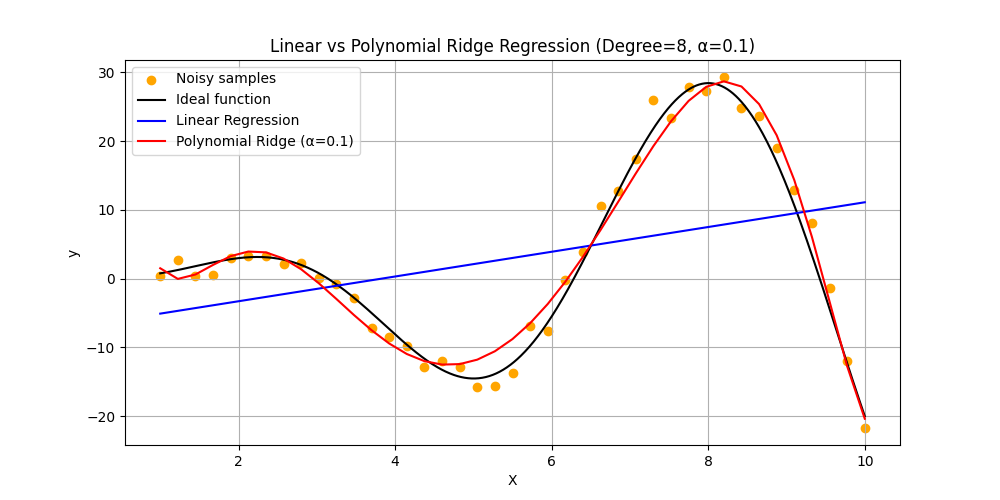 Linear vs Polynomial Ridge Regression (Degree=8, α=0.1)
Noisy samples
Ideal function
Linear Regression
Polynomial Ridge (α=0.1)
30
20
10
0
−10
−20
y
2
4
6
8
10
X